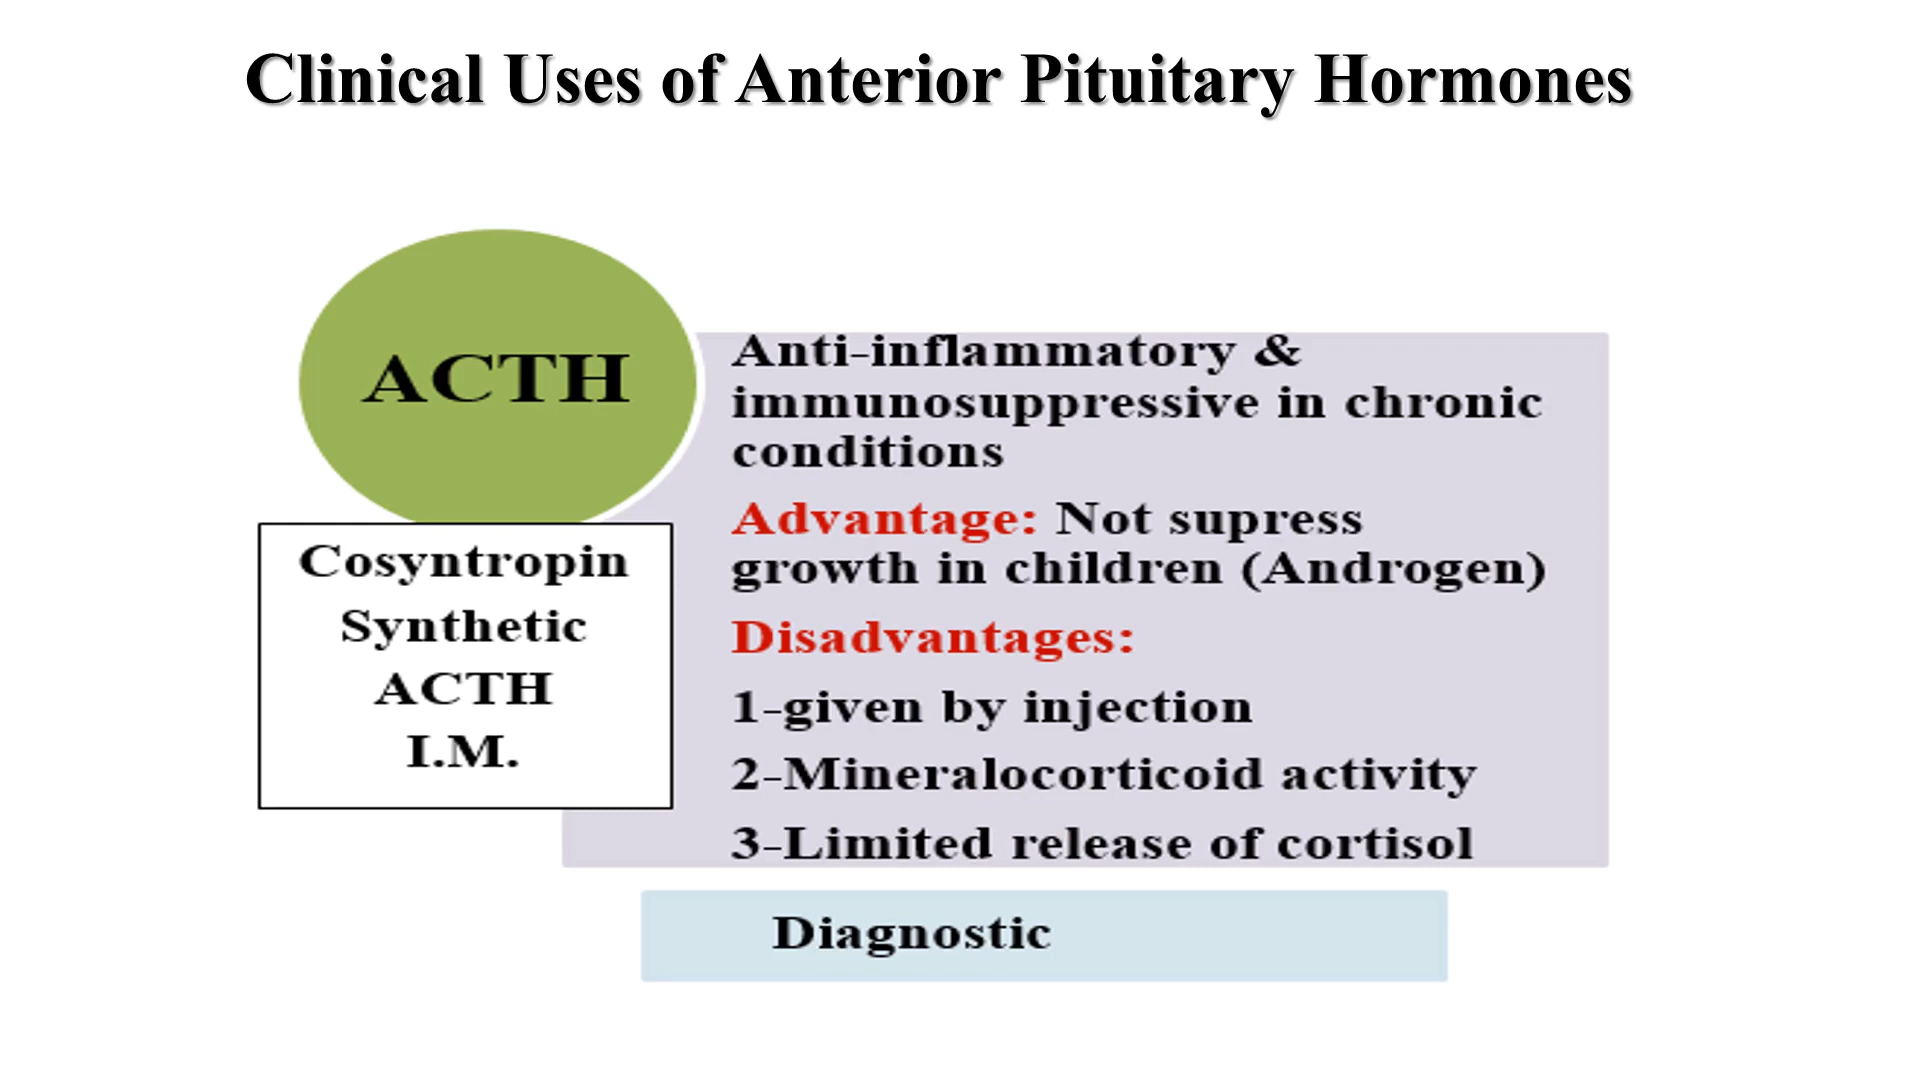 Clinical Uses of Anterior Pituitary Hormones
ACTH
Cosyntropin
Synthetic
ACTH
I.M.
Anti-inflammatory &
immunosuppressive in chronic
conditions
Advantage: Not supress
growth in children (Androgen)
Disadvantages:
1-given by injection
2-Mineralocorticoid activity
3-Limited release of cortisol
Diagnostic